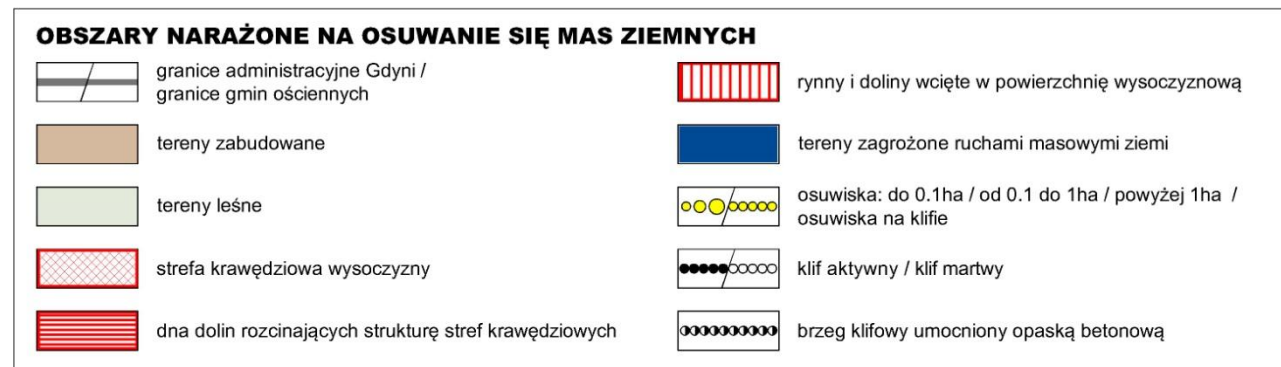 OBSZARY NARAŻONE NA OSUWANIE SIĘ MAS ZIEMNYCH
granice administracyjne Gdyni /
granice gmin ościennych
tereny zabudowane
tereny leśne
strefa krawędziowa wysoczyzny
dna dolin rozcinających strukturę stref krawędziowych
rynny i doliny wcięte w powierzchnię wysoczyznową
tereny zagrożone ruchami masowymi ziemi
osuwiska: do 0.1ha / od 0.1 do 1ha / powyżej 1ha /
osuwiska na klifie
klif aktywny / klif martwy
brzeg klifowy umocniony opaską betonową